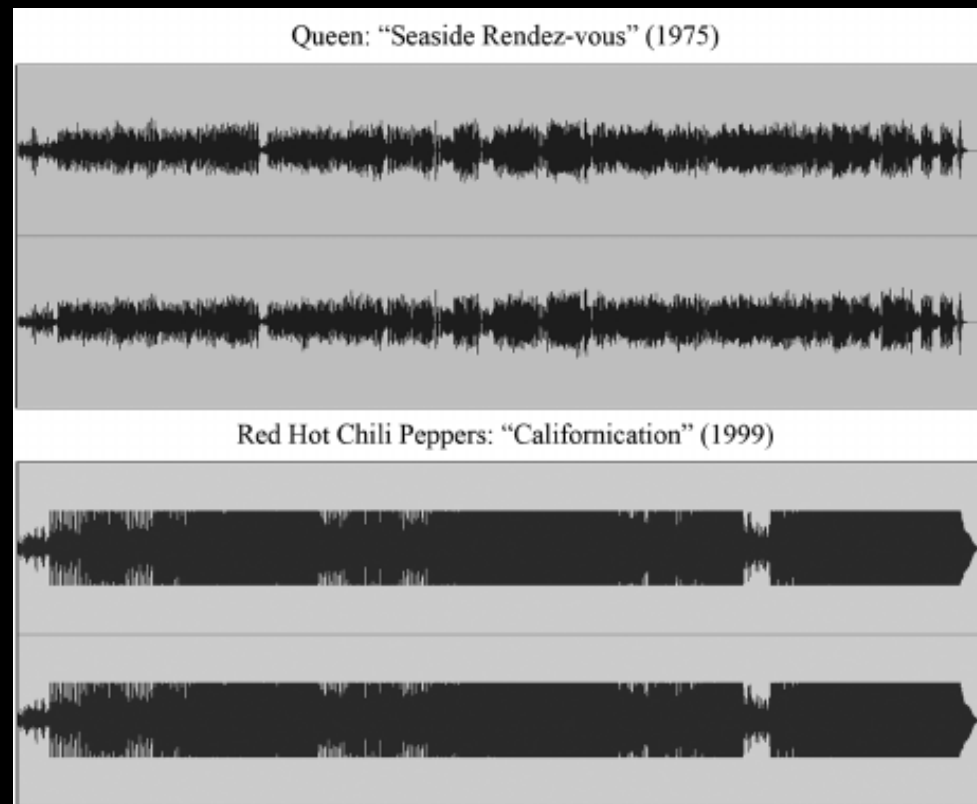 Queen: “Seaside Rendez-vous” (1975)
Red Hot Chili Peppers: “Californication” (1999)